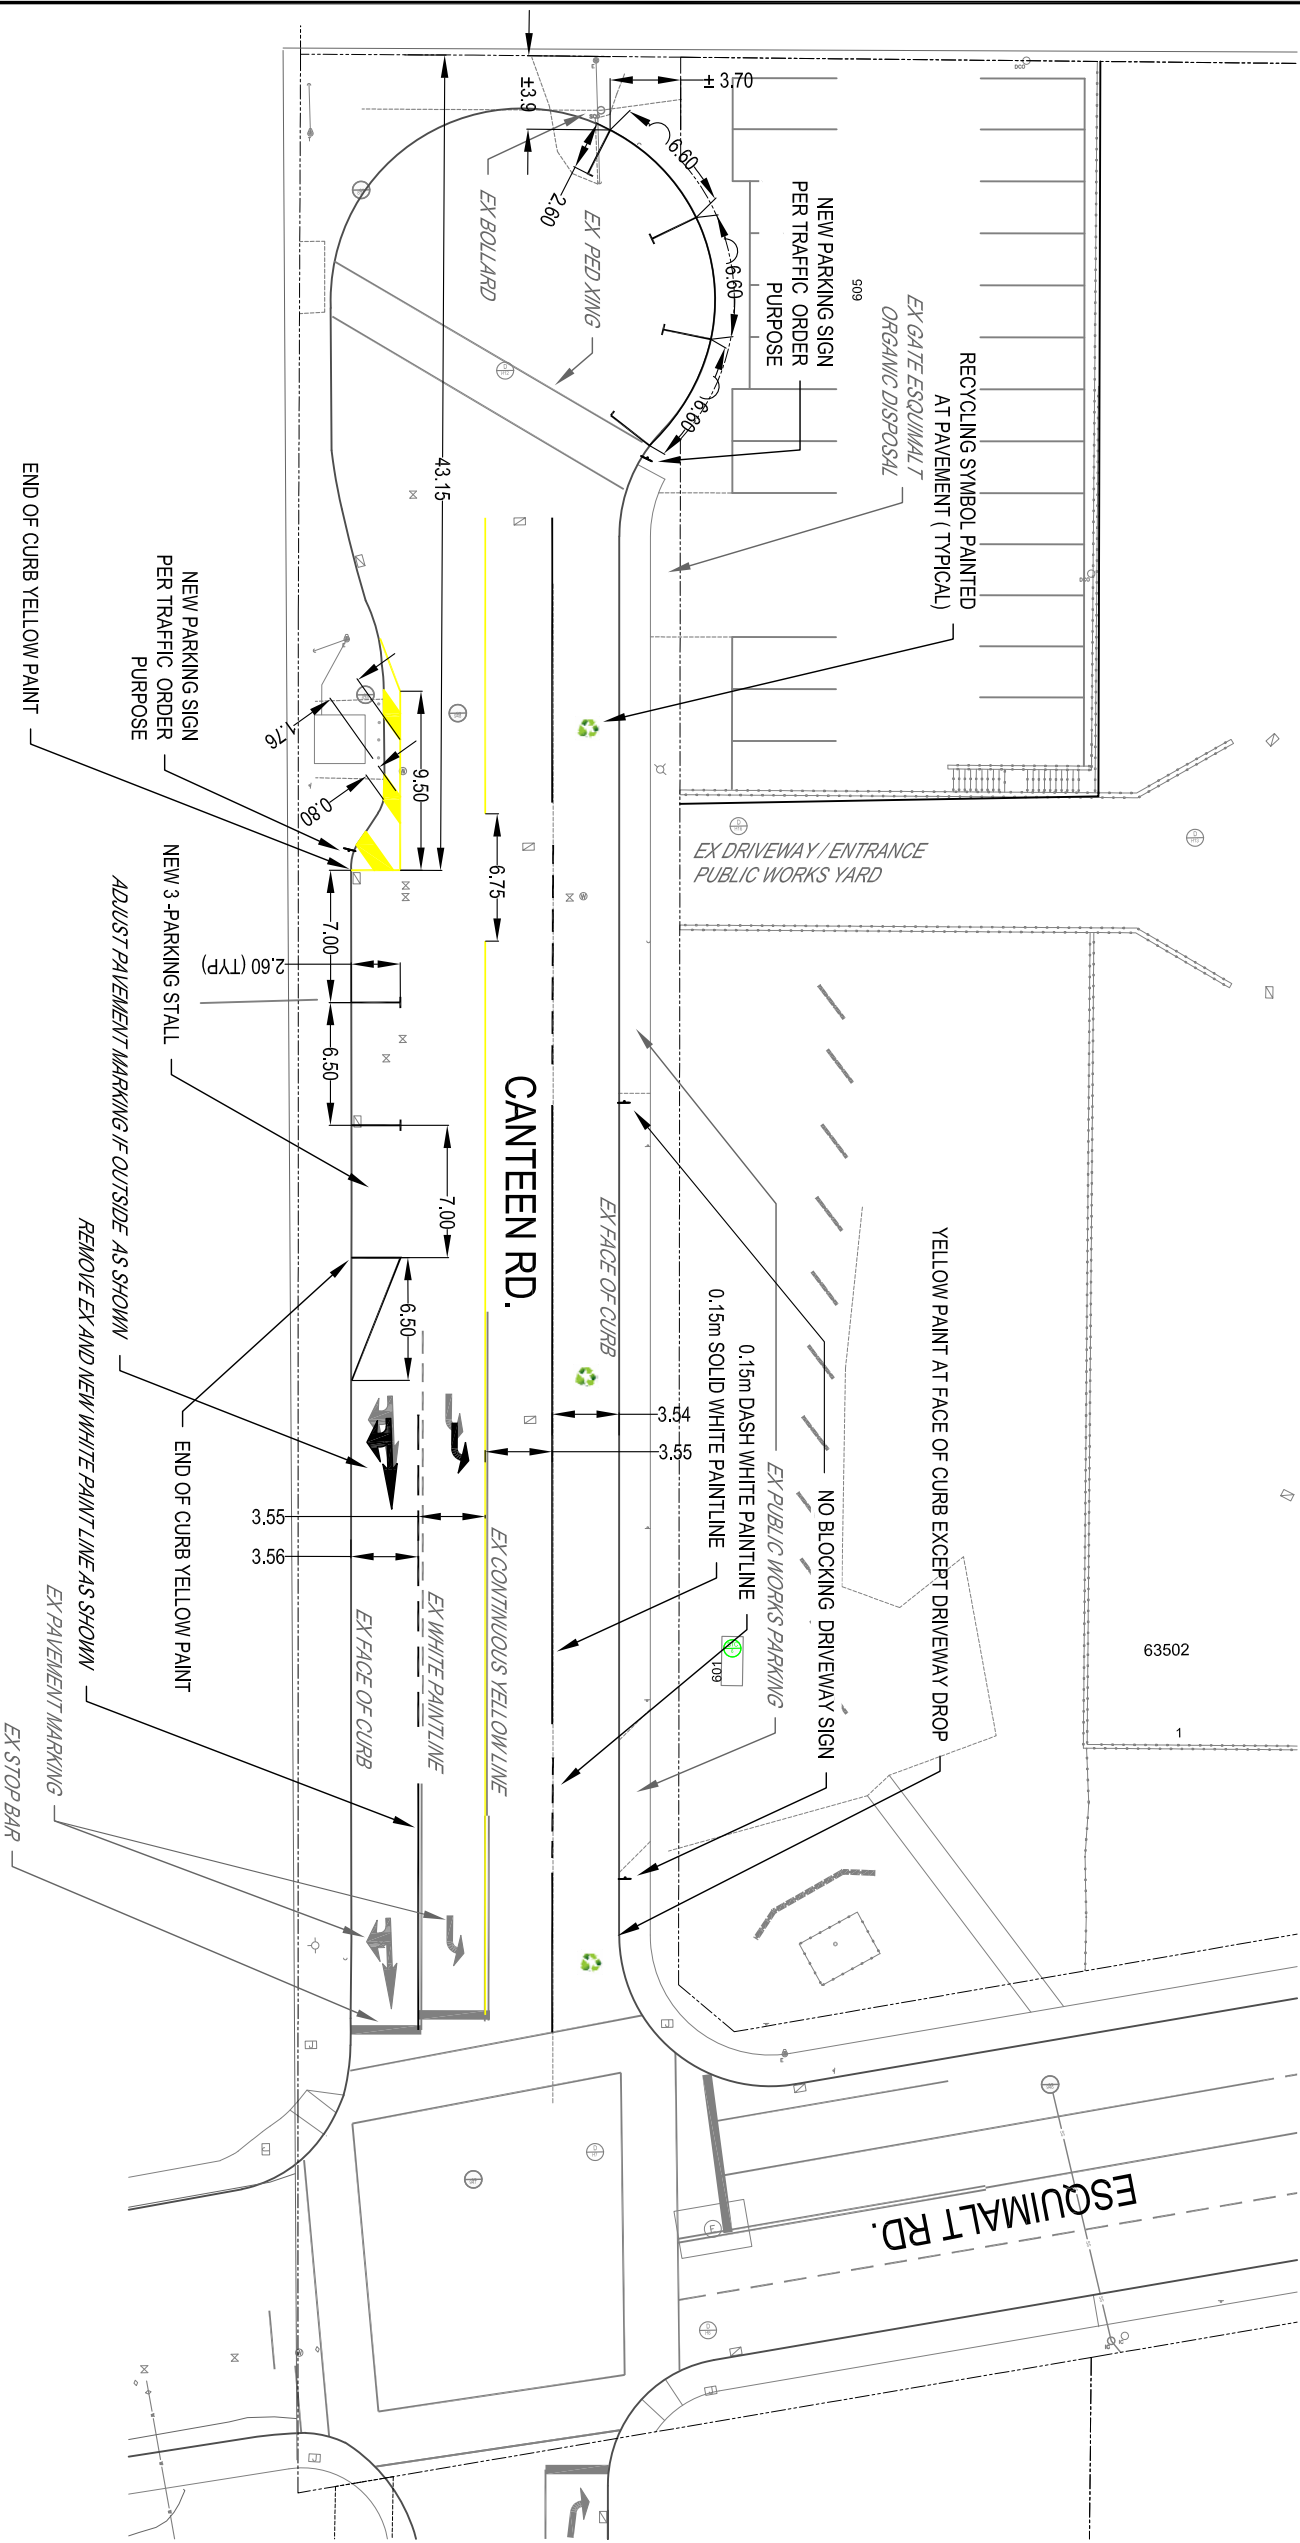 ± 3.70
±3.9
6.60
6.60
6.60
2.60
EX BOLLARD
EX PED XING
NEW PARKING SIGN
PER TRAFFIC ORDER
PURPOSE
605
EX GATE ESQUIMALT
ORGANIC DISPOSAL
RECYCLING SYMBOL PAINTED
AT PAVEMENT ( TYPICAL)
43.15
END OF CURB YELLOW PAINT
NEW PARKING SIGN
PER TRAFFIC ORDER
PURPOSE
1.76
0.80
9.50
6.75
EX DRIVEWAY / ENTRANCE
PUBLIC WORKS YARD
7.00
2.60 (TYP)
6.50
7.00
6.50
NEW 3 -PARKING STALL
ADJUST PAVEMENT MARKING IF OUTSIDE AS SHOWN
REMOVE EX AND NEW WHITE PAINT LINE AS SHOWN
CANTEEN RD.
EX FACE OF CURB
0.15m DASH WHITE PAINTLINE
0.15m SOLID WHITE PAINTLINE
3.54
3.55
3.55
3.56
END OF CURB YELLOW PAINT
EX PAVEMENT MARKING
EX STOP BAR
EX FACE OF CURB
EX WHITE PAINTLINE
EX CONTINUOUS YELLOW LINE
EX PUBLIC WORKS PARKING
NO BLOCKING DRIVEWAY SIGN
YELLOW PAINT AT FACE OF CURB EXCEPT DRIVEWAY DROP
601
63502
1
ESQUIMALT RD.